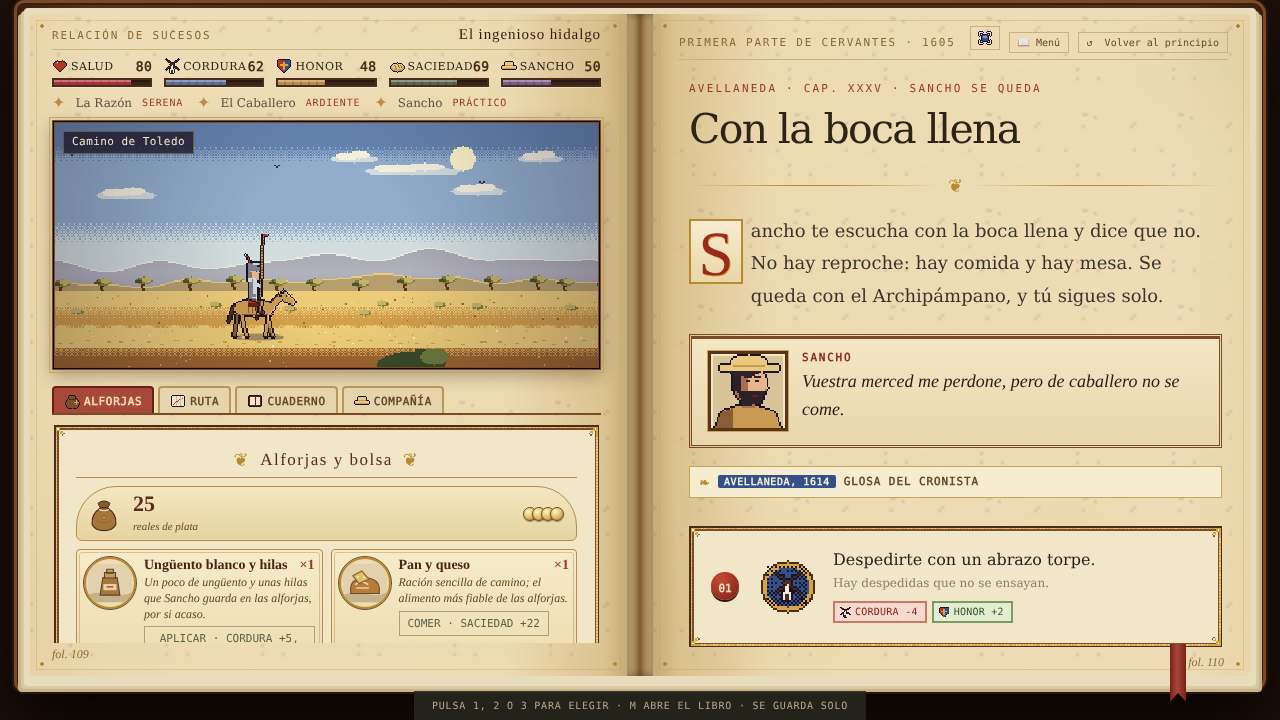 RELACIÓN DE SUCESOS
El ingenioso hidalgo
SALUD 80
CORDURA 62
HONOR 48
SACIEDAD 69
SANCHO 50
La Razón SERENA
El Caballero ARDIENTE
Sancho PRÁCTICO
Camino de Toledo
ALFORJAS
RUTA
CUADERNO
COMPAÑÍA
Alforjas y bolsa
25
reales de plata
Ungüento blanco y hilas ×1
Un poco de ungüento y unas hilas
que Sancho guarda en las alforjas,
por si acaso.
APLICAR · CORDURA +5,
Pan y queso ×1
Ración sencilla de camino; el
alimento más fiable de las alforjas.
COMER · SACIEDAD +22
fol. 109
PRIMERA PARTE DE CERVANTES · 1605
Menú
↺ Volver al principio
AVELLANEDA · CAP. XXXV · SANCHO SE QUEDA
Con la boca llena
Sancho te escucha con la boca llena y dice que no.
No hay reproche: hay comida y hay mesa. Se
queda con el Archipámpano, y tú sigues solo.
SANCHO
Vuestra merced me perdone, pero de caballero no se
come.
AVELLANEDA, 1614 GLOSA DEL CRONISTA
01
Despedirte con un abrazo torpe.
Hay despedidas que no se ensayan.
CORDURA -4
HONOR +2
fol. 110
PULSA 1, 2 O 3 PARA ELEGIR · M ABRE EL LIBRO · SE GUARDA SOLO